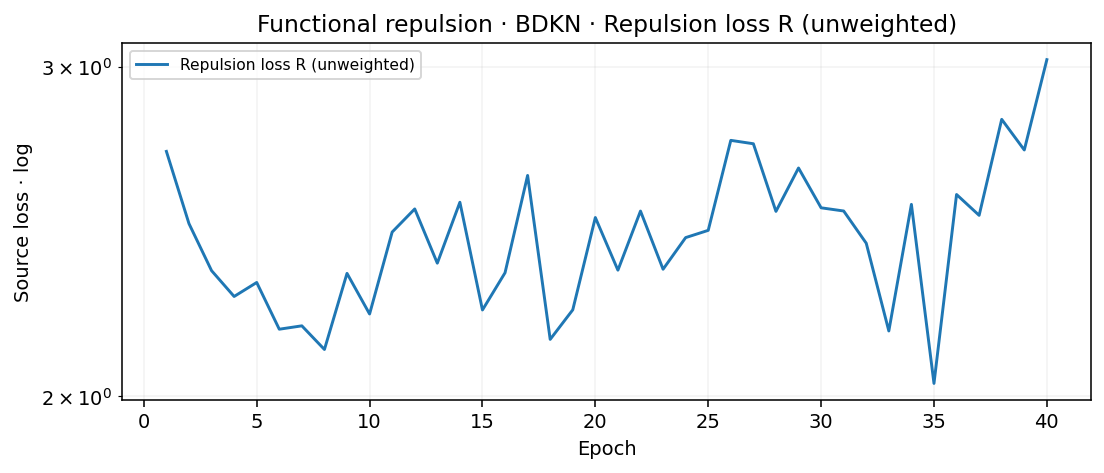 Functional repulsion · BDKN · Repulsion loss R (unweighted)
Repulsion loss R (unweighted)
3 × 10⁰
2 × 10⁰
Source loss · log
0 5 10 15 20 25 30 35 40
Epoch